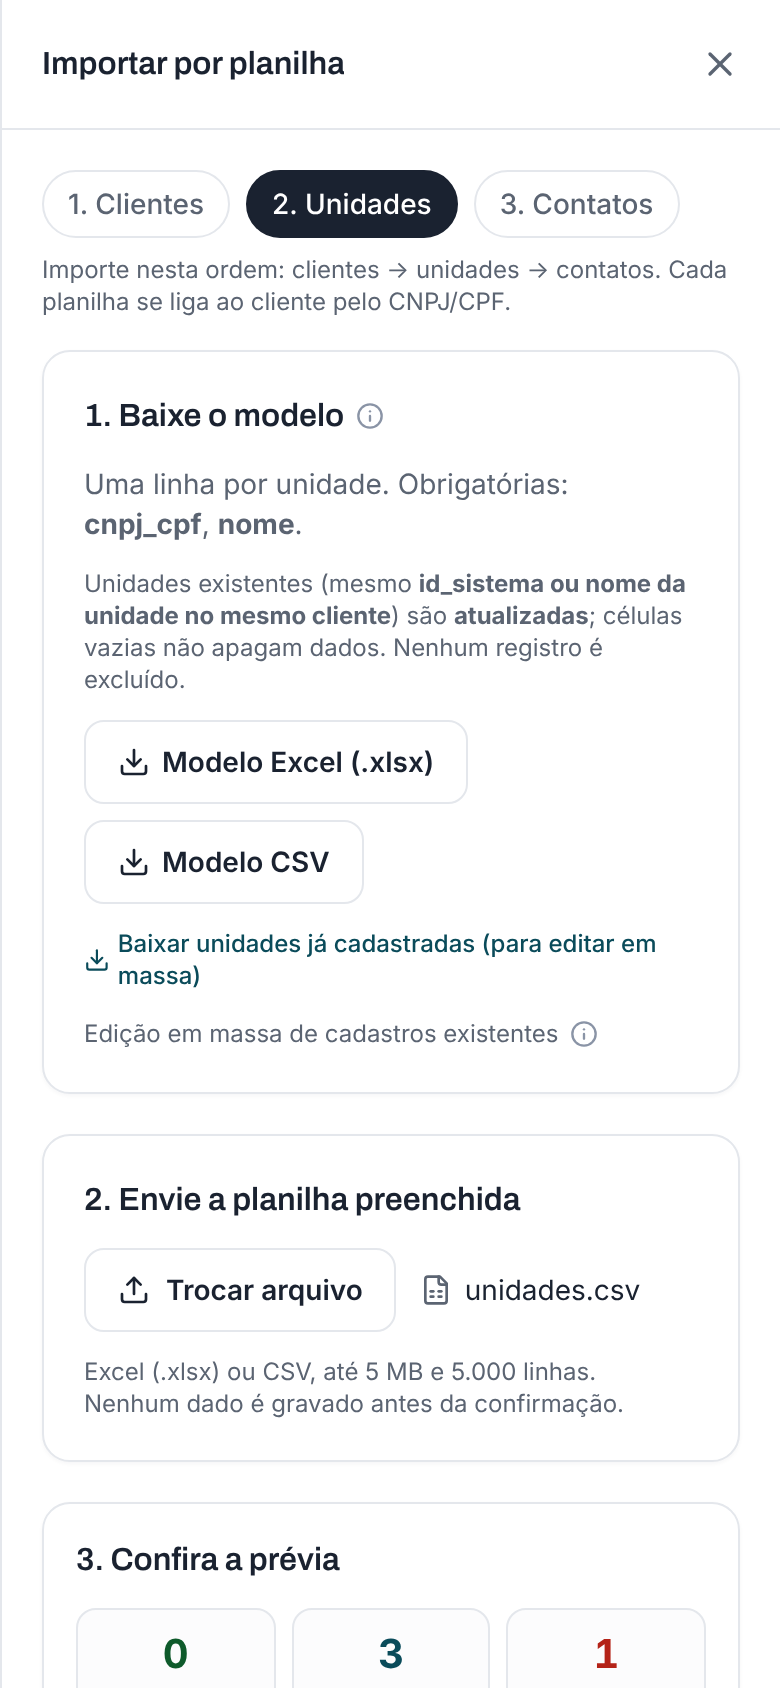 Importar por planilha
1. Clientes
2. Unidades
3. Contatos
Importe nesta ordem: clientes → unidades → contatos. Cada
planilha se liga ao cliente pelo CNPJ/CPF.
1. Baixe o modelo
Uma linha por unidade. Obrigatórias:
cnpj_cpf, nome.
Unidades existentes (mesmo id_sistema ou nome da
unidade no mesmo cliente) são atualizadas; células
vazias não apagam dados. Nenhum registro é
excluído.
Modelo Excel (.xlsx)
Modelo CSV
Baixar unidades já cadastradas (para editar em
massa)
Edição em massa de cadastros existentes
2. Envie a planilha preenchida
Trocar arquivo
unidades.csv
Excel (.xlsx) ou CSV, até 5 MB e 5.000 linhas.
Nenhum dado é gravado antes da confirmação.
3. Confira a prévia
0
3
1